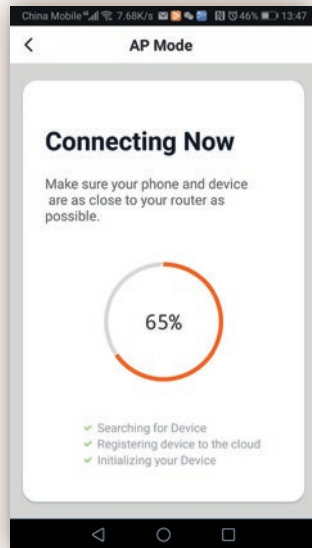 China Mobile 7.68K/s 46% 13:47
AP Mode
Connecting Now
Make sure your phone and device
are as close to your router as
possible.
65%
Searching for Device
Registering device to the cloud
Initializing your Device